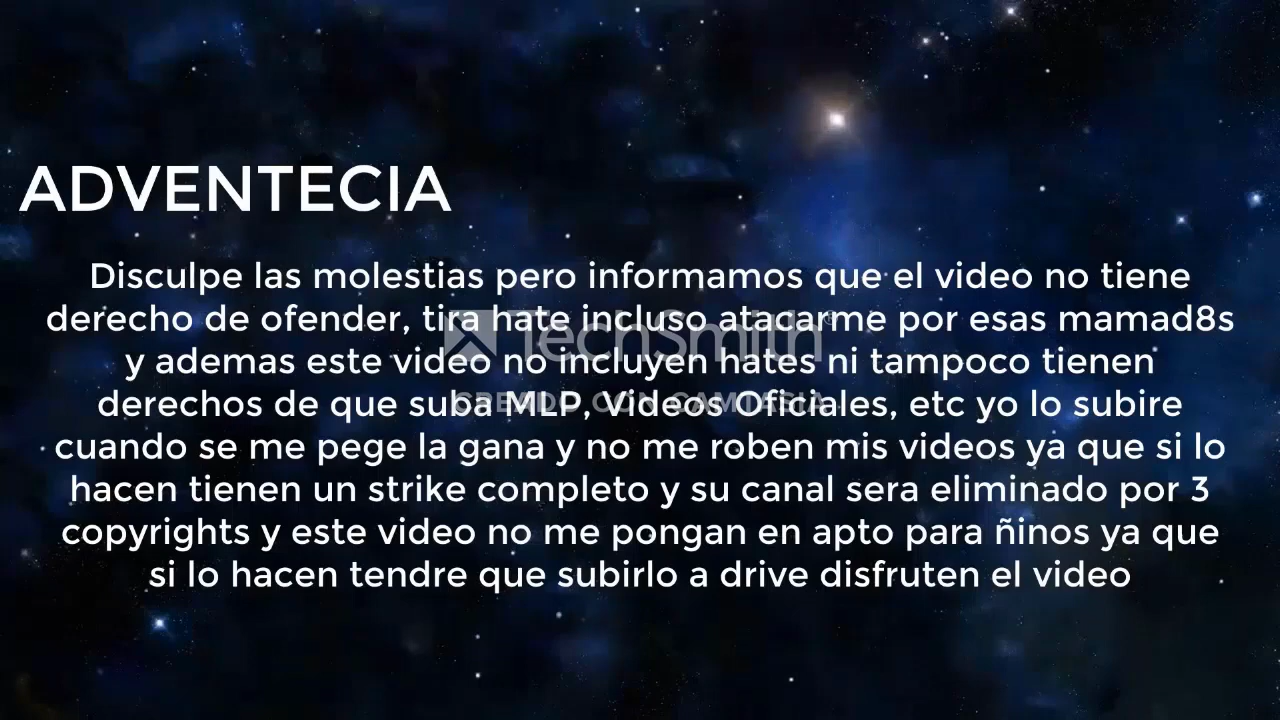 ADVENTECIA
Disculpe las molestias pero informamos que el video no tiene
derecho de ofender, tira hate incluso atacarme por esas mamad8s
y ademas este video no incluyen hates ni tampoco tienen
derechos de que suba MLP, Videos Oficiales, etc yo lo subire
cuando se me pege la gana y no me roben mis videos ya que si lo
hacen tienen un strike completo y su canal sera eliminado por 3
copyrights y este video no me pongan en apto para ñinos ya que
si lo hacen tendre que subirlo a drive disfruten el video
TechSmith®
CREADO CON CAMTASIA